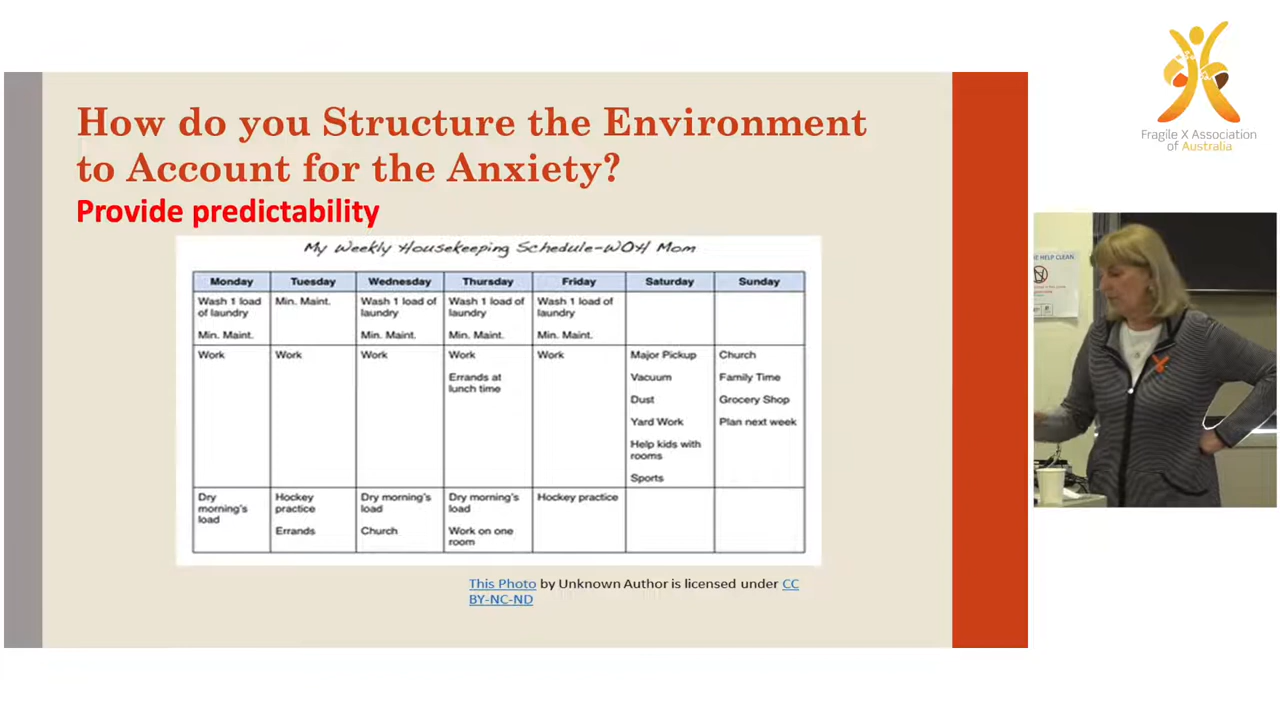 How do you Structure the Environment
to Account for the Anxiety?
Provide predictability
My Weekly Housekeeping Schedule-WOH Mom
Monday Tuesday Wednesday Thursday Friday Saturday Sunday
Wash 1 load
of laundry
Min. Maint.
Min. Maint.
Wash 1 load of
laundry
Min. Maint.
Wash 1 load of
laundry
Min. Maint.
Wash 1 load of
laundry
Min. Maint.
Work
Work
Work
Work
Errands at
lunch time
Work
Major Pickup
Vacuum
Dust
Yard Work
Help kids with
rooms
Sports
Church
Family Time
Grocery Shop
Plan next week
Dry
morning's
load
Hockey
practice
Errands
Dry morning's
load
Church
Dry morning's
load
Work on one
room
Hockey practice
This Photo by Unknown Author is licensed under CC
BY-NC-ND
Fragile X Association
of Australia
HELP CLEAN